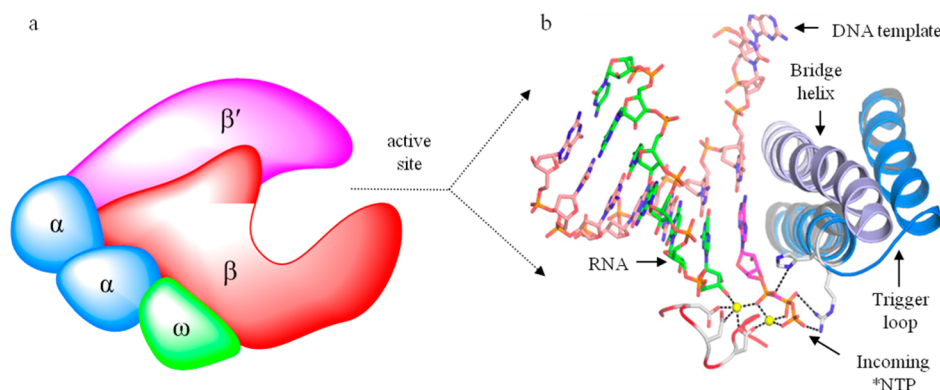 a
β′
α
α
β
ω
active
site
b
DNA template
Bridge
helix
RNA
Trigger
loop
Incoming
*NTP